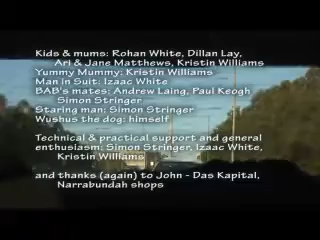 Kids & mums: Rohan White, Dillan Lay,
Ari & Jane Matthews, Kristin Williams
Yummy Mummy: Kristin Williams
Man in Suit: Izaac White
BAB's mates: Andrew Laing, Paul Keogh
Simon Stringer
Staring man: Simon Stringer
Wushus the dog: himself
Technical & practical support and general
enthusiasm: Simon Stringer, Izaac White,
Kristin Williams
and thanks (again) to John - Das Kapital,
Narrabundah shops